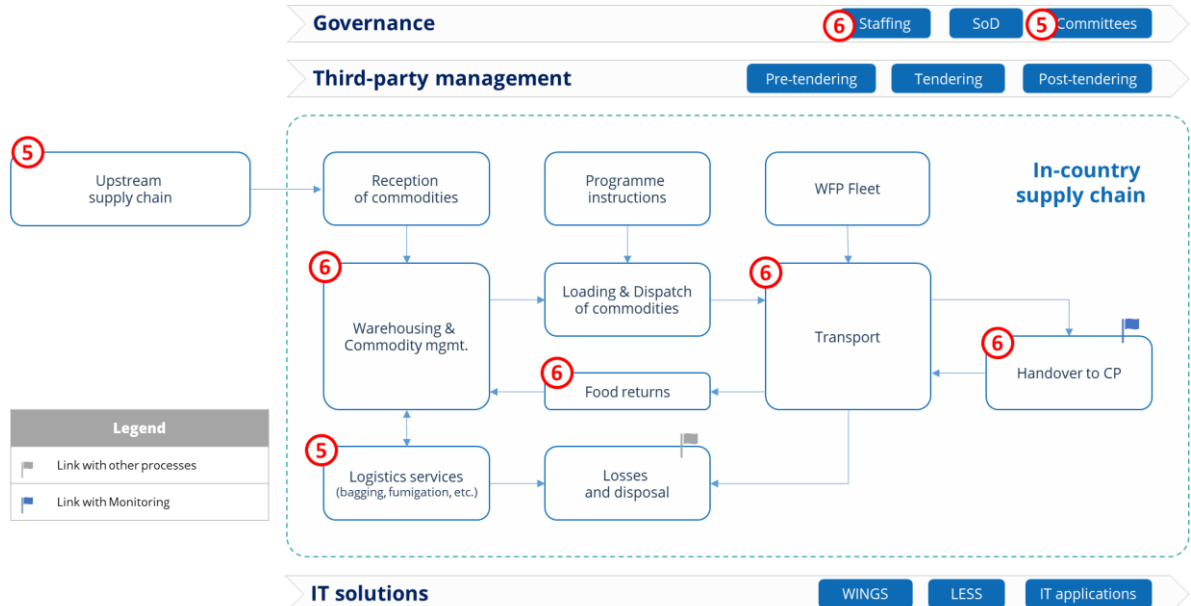 Governance
6 Staffing
SoD
5 Committees
Third-party management
Pre-tendering
Tendering
Post-tendering
5
Upstream
supply chain
Reception
of commodities
Programme
instructions
WFP Fleet
In-country
supply chain
6
Warehousing &
Commodity mgmt.
Loading & Dispatch
of commodities
6
Transport
6
Handover to CP
6
Food returns
5
Logistics services
(bagging, fumigation, etc.)
Losses
and disposal
Legend
Link with other processes
Link with Monitoring
IT solutions
WINGS
LESS
IT applications